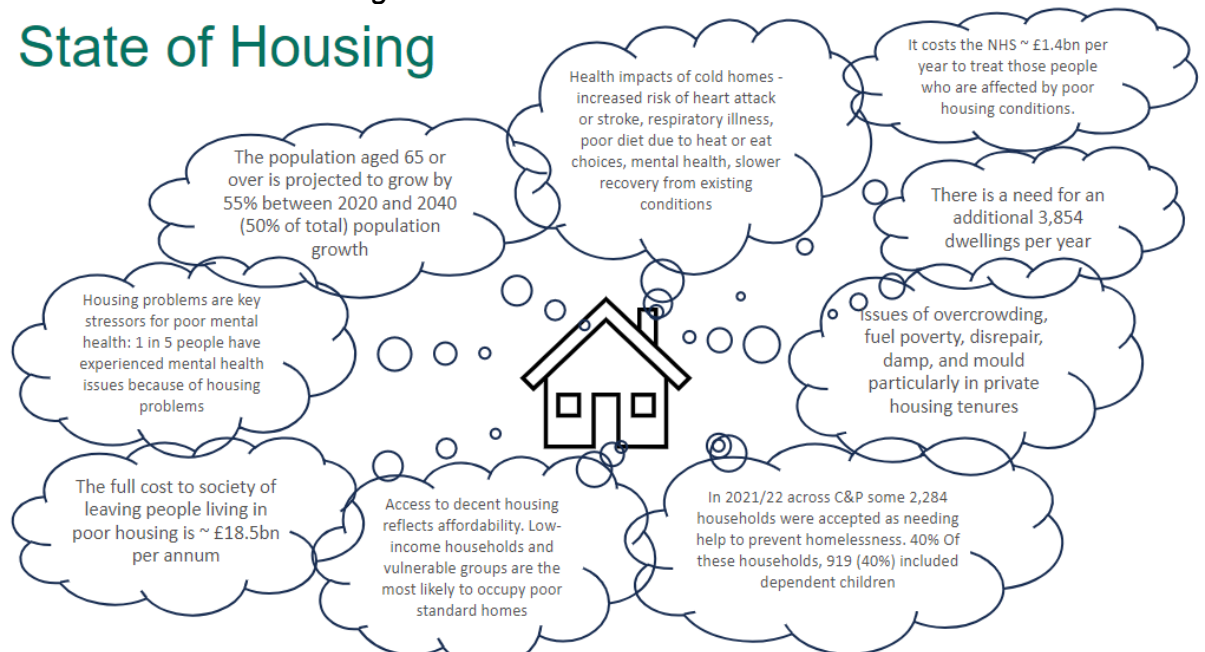 State of Housing
Health impacts of cold homes -
increased risk of heart attack
or stroke, respiratory illness,
poor diet due to heat or eat
choices, mental health, slower
recovery from existing
conditions
It costs the NHS ~ £1.4bn per
year to treat those people
who are affected by poor
housing conditions.
The population aged 65 or
over is projected to grow by
55% between 2020 and 2040
(50% of total) population
growth
There is a need for an
additional 3,854
dwellings per year
Housing problems are key
stressors for poor mental
health: 1 in 5 people have
experienced mental health
issues because of housing
problems
Issues of overcrowding,
fuel poverty, disrepair,
damp, and mould
particularly in private
housing tenures
The full cost to society of
leaving people living in
poor housing is ~ £18.5bn
per annum
Access to decent housing
reflects affordability. Low-
income households and
vulnerable groups are the
most likely to occupy poor
standard homes
In 2021/22 across C&P some 2,284
households were accepted as needing
help to prevent homelessness. 40% Of
these households, 919 (40%) included
dependent children